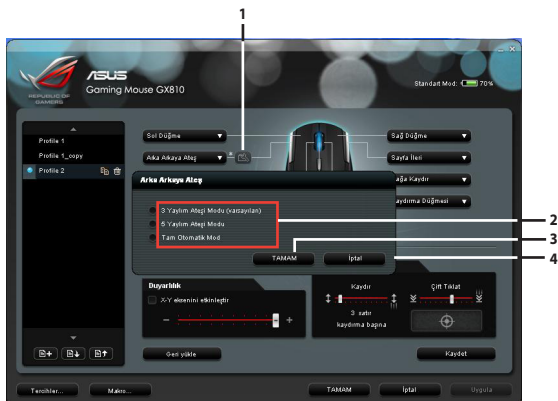 1
ASUS
Gaming Mouse GX810
REPUBLIC OF
GAMERS
Standart Mod: 70%
Profile 1
Profile 1_copy
Profile 2
Sol Düğme
Sağ Düğme
Arka Arkaya Ateş
Sayfa İleri
ağa Kaydır
aydırma Düğmesi
Arka Arkaya Ateş
3 Yaylım Ateşi Modu (varsayılan)
5 Yaylım Ateşi Modu
Tam Otomatik Mod
2
3
TAMAM
İptal
4
Duyarlılık
X-Y eksenini etkinleştir
Kaydır
Çift Tıklat
3 satır
kaydırma başına
Geri yükle
Kaydet
Tercihler...
Makro...
TAMAM
İptal
Uygula